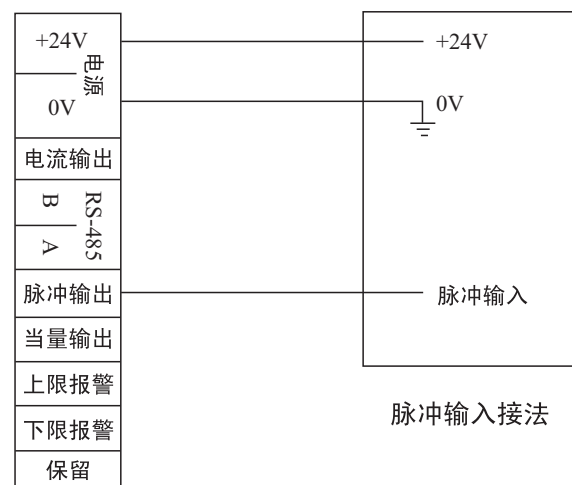 +24V
电源
0V
电流输出
B
RS-485
A
脉冲输出
当量输出
上限报警
下限报警
保留
+24V
0V
脉冲输入
脉冲输入接法